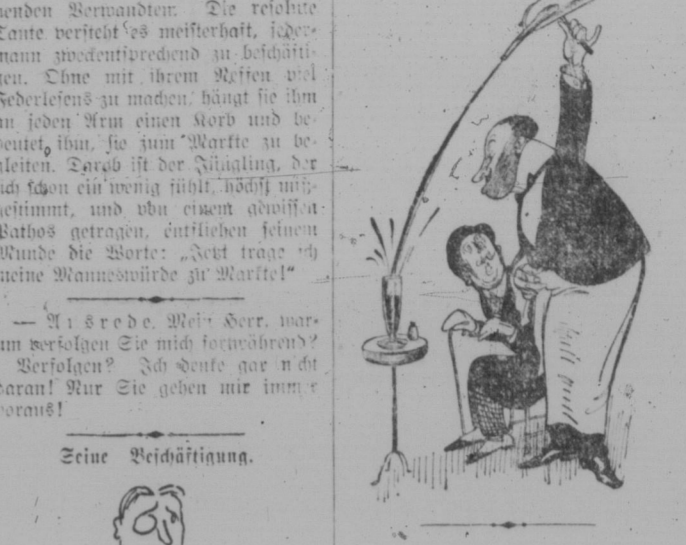 enden Verwandten. Die resolute
Tante versteht es meisterhaft, jeder-
mann zweckentsprechend zu beschäfti-
gen. Ohne mit ihrem Neffen viel
Federlesens zu machen, hängt sie ihm
an jeden Arm einen Korb und be-
deutet ihm, sie zum Markte zu be-
gleiten. Darob ist der Jüngling, der
sich schon ein wenig fühlt, höchst miß-
gestimmt, und von einem gewissen
Pathos getragen, entfliehen seinem
Munde die Worte: „Jetzt trage ich
meine Manneswürde zu Markte!“
— Ausrede. Mein Herr, war-
um verfolgen Sie mich fortwährend?
Verfolgen? Ich denke gar nicht
daran! Nur Sie gehen mir immer
voraus!
Seine Beschäftigung.